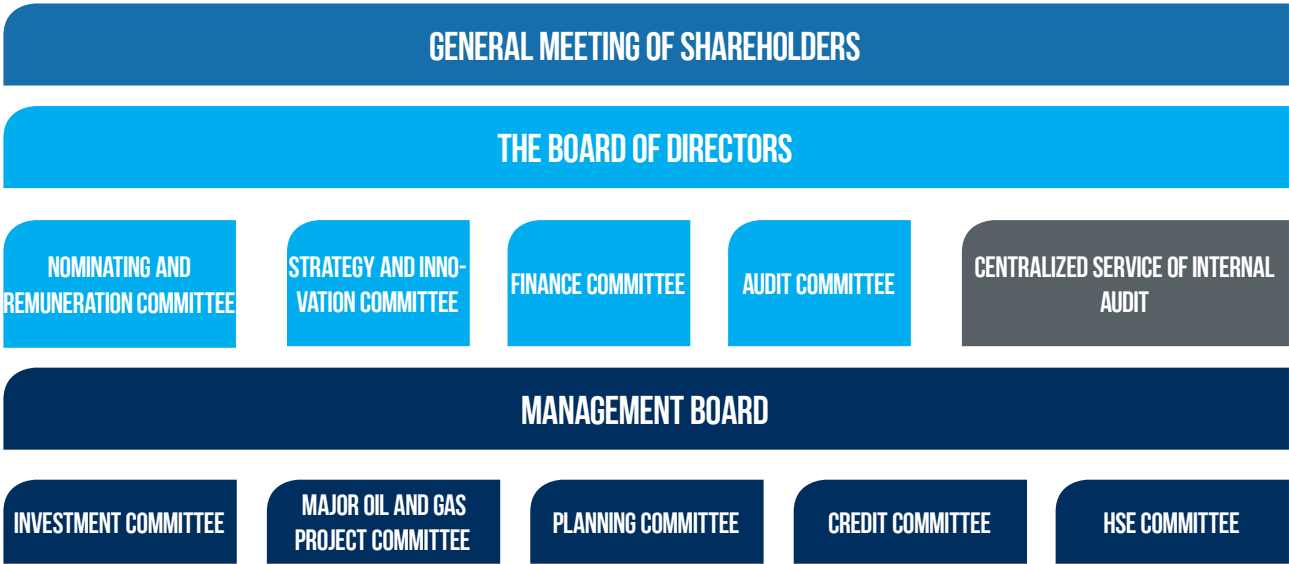 GENERAL MEETING OF SHAREHOLDERS
THE BOARD OF DIRECTORS
NOMINATING AND
REMUNERATION COMMITTEE
STRATEGY AND INNO-
VATION COMMITTEE
FINANCE COMMITTEE
AUDIT COMMITTEE
CENTRALIZED SERVICE OF INTERNAL
AUDIT
MANAGEMENT BOARD
INVESTMENT COMMITTEE
MAJOR OIL AND GAS
PROJECT COMMITTEE
PLANNING COMMITTEE
CREDIT COMMITTEE
HSE COMMITTEE